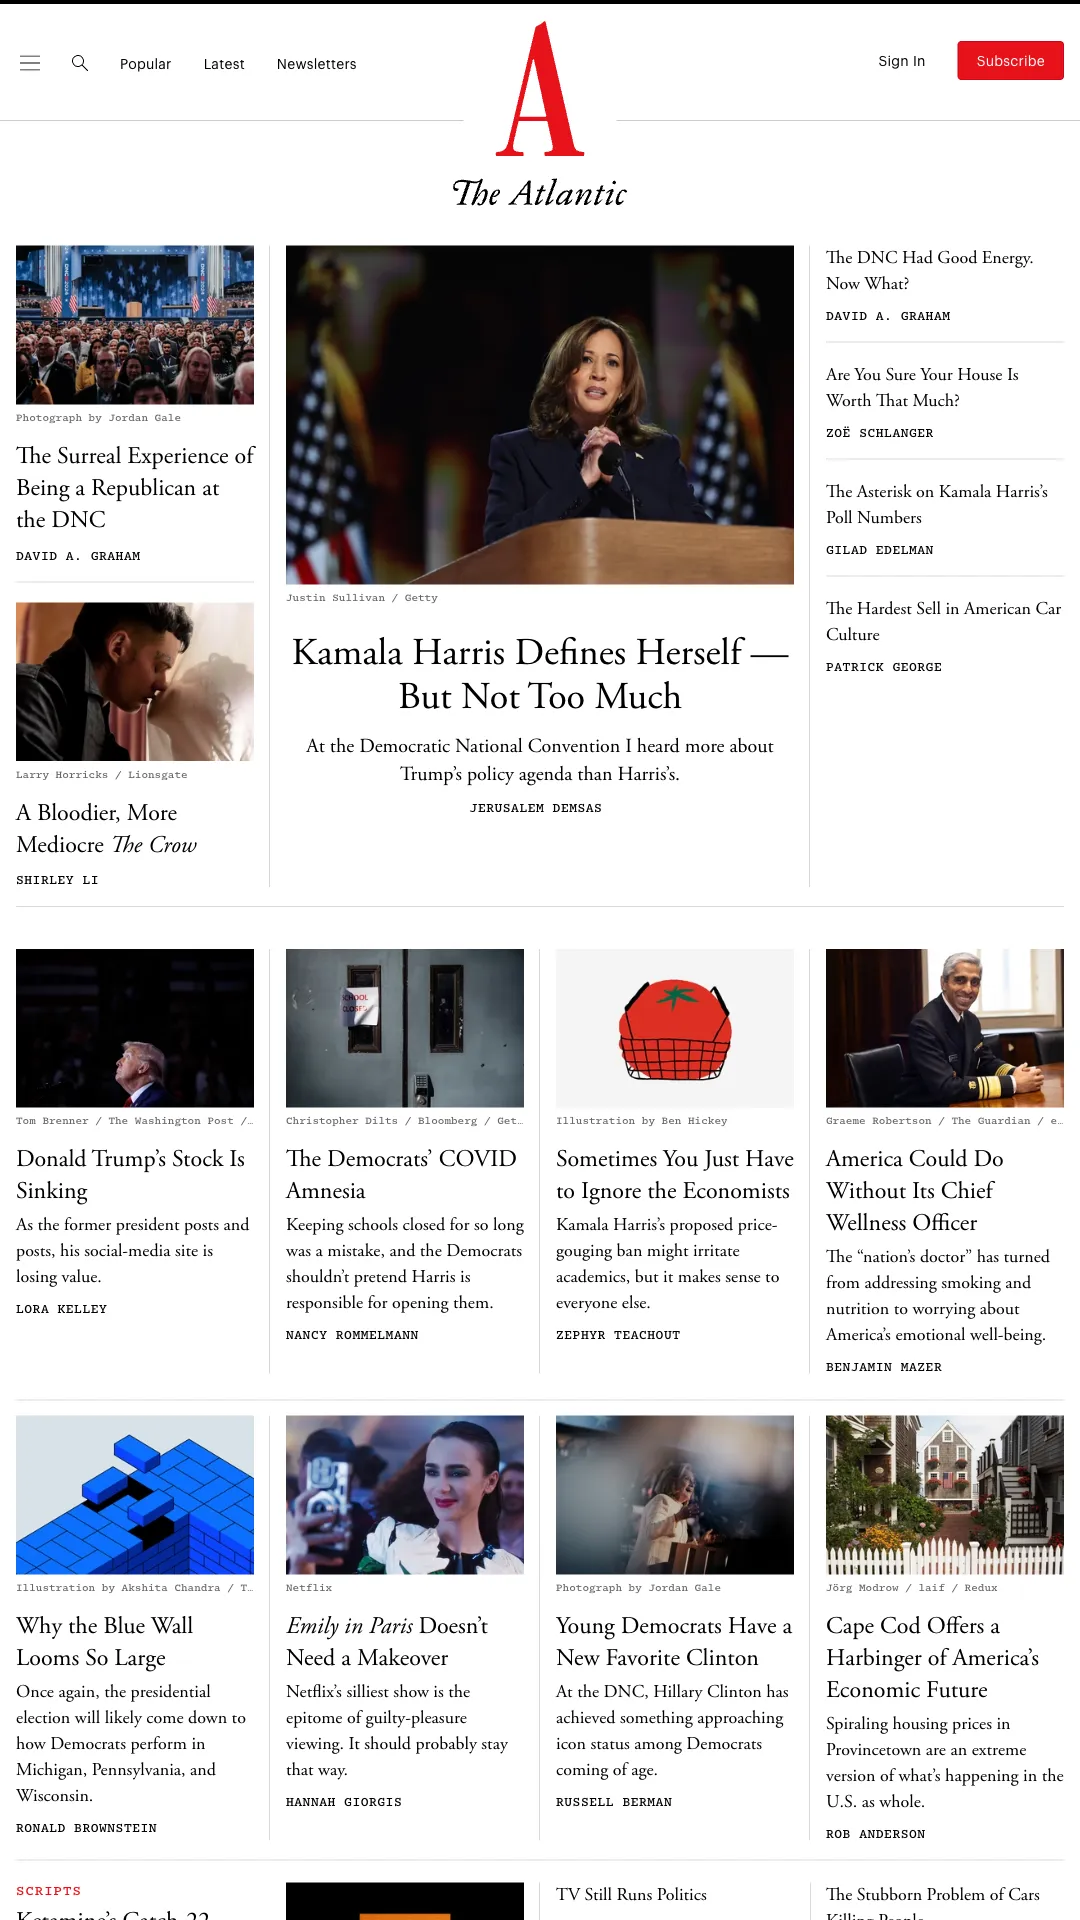 Popular
Latest
Newsletters
A
The Atlantic
Sign In
Subscribe
Photograph by Jordan Gale
The Surreal Experience of
Being a Republican at
the DNC
DAVID A. GRAHAM
Larry Horricks / Lionsgate
A Bloodier, More
Mediocre The Crow
SHIRLEY LI
Justin Sullivan / Getty
Kamala Harris Defines Herself —
But Not Too Much
At the Democratic National Convention I heard more about
Trump’s policy agenda than Harris’s.
JERUSALEM DEMSAS
The DNC Had Good Energy.
Now What?
DAVID A. GRAHAM
Are You Sure Your House Is
Worth That Much?
ZOË SCHLANGER
The Asterisk on Kamala Harris’s
Poll Numbers
GILAD EDELMAN
The Hardest Sell in American Car
Culture
PATRICK GEORGE
Tom Brenner / The Washington Post /…
Donald Trump’s Stock Is
Sinking
As the former president posts and
posts, his social-media site is
losing value.
LORA KELLEY
SCHOOL
CLOSED
Christopher Dilts / Bloomberg / Get…
The Democrats’ COVID
Amnesia
Keeping schools closed for so long
was a mistake, and the Democrats
shouldn’t pretend Harris is
responsible for opening them.
NANCY ROMMELMANN
Illustration by Ben Hickey
Sometimes You Just Have
to Ignore the Economists
Kamala Harris’s proposed price-
gouging ban might irritate
academics, but it makes sense to
everyone else.
ZEPHYR TEACHOUT
Graeme Robertson / The Guardian / e…
America Could Do
Without Its Chief
Wellness Officer
The “nation’s doctor” has turned
from addressing smoking and
nutrition to worrying about
America’s emotional well-being.
BENJAMIN MAZER
Illustration by Akshita Chandra / T…
Why the Blue Wall
Looms So Large
Once again, the presidential
election will likely come down to
how Democrats perform in
Michigan, Pennsylvania, and
Wisconsin.
RONALD BROWNSTEIN
Netflix
Emily in Paris Doesn’t
Need a Makeover
Netflix’s silliest show is the
epitome of guilty-pleasure
viewing. It should probably stay
that way.
HANNAH GIORGIS
Photograph by Jordan Gale
Young Democrats Have a
New Favorite Clinton
At the DNC, Hillary Clinton has
achieved something approaching
icon status among Democrats
coming of age.
RUSSELL BERMAN
Jörg Modrow / laif / Redux
Cape Cod Offers a
Harbinger of America’s
Economic Future
Spiraling housing prices in
Provincetown are an extreme
version of what’s happening in the
U.S. as whole.
ROB ANDERSON
SCRIPTS
Ketamine’s Catch-22
TV Still Runs Politics
The Stubborn Problem of Cars
Killing People